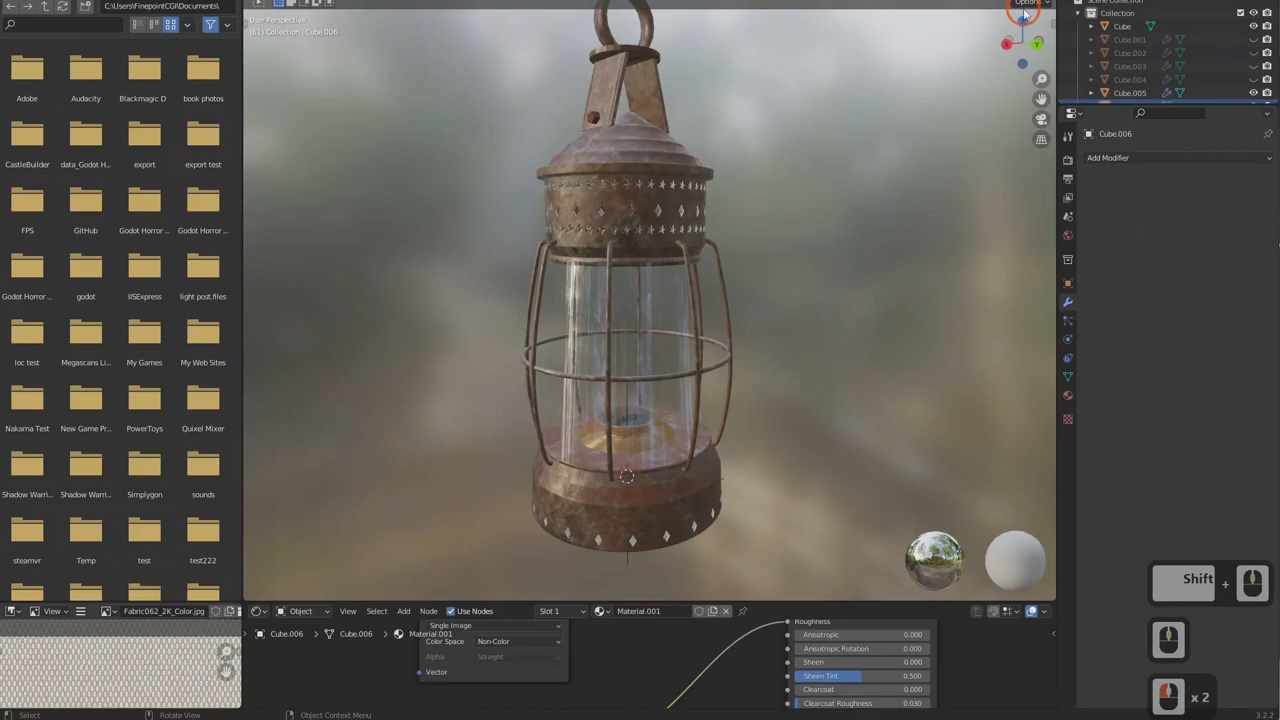 C:\Users\FinepointCGI\Documents\
Options
Scene Collection
Collection
Cube
Cube.001
Cube.002
Cube.003
Cube.004
Cube.005
User Perspective
(61) Collection | Cube.006
Adobe
Audacity
Blackmagic D
book photos
CastleBuilder
data_Godot H...
export
export test
FPS
GitHub
Godot Horror ...
Godot Horror ...
Godot Horror ...
godot
IISExpress
light post.files
loc test
Megascans Li...
My Games
My Web Sites
Nakama Test
New Game Pr...
PowerToys
Quixel Mixer
Shadow Warri...
Shadow Warri...
Simplygon
sounds
steamvr
Temp
test
test222
X
Y
Cube.006
Add Modifier
Shift +
x 2
View
Fabric062_2K_Color.jpg
Object
View
Select
Add
Node
Use Nodes
Slot 1
Material.001
Cube.006
Cube.006
Material.001
Single Image
Color Space
Non-Color
Alpha
Straight
Vector
Roughness
Anisotropic 0.000
Anisotropic Rotation 0.000
Sheen 0.000
Sheen Tint 0.500
Clearcoat 0.000
Clearcoat Roughness 0.030
Select
Rotate View
Object Context Menu
3.2.2